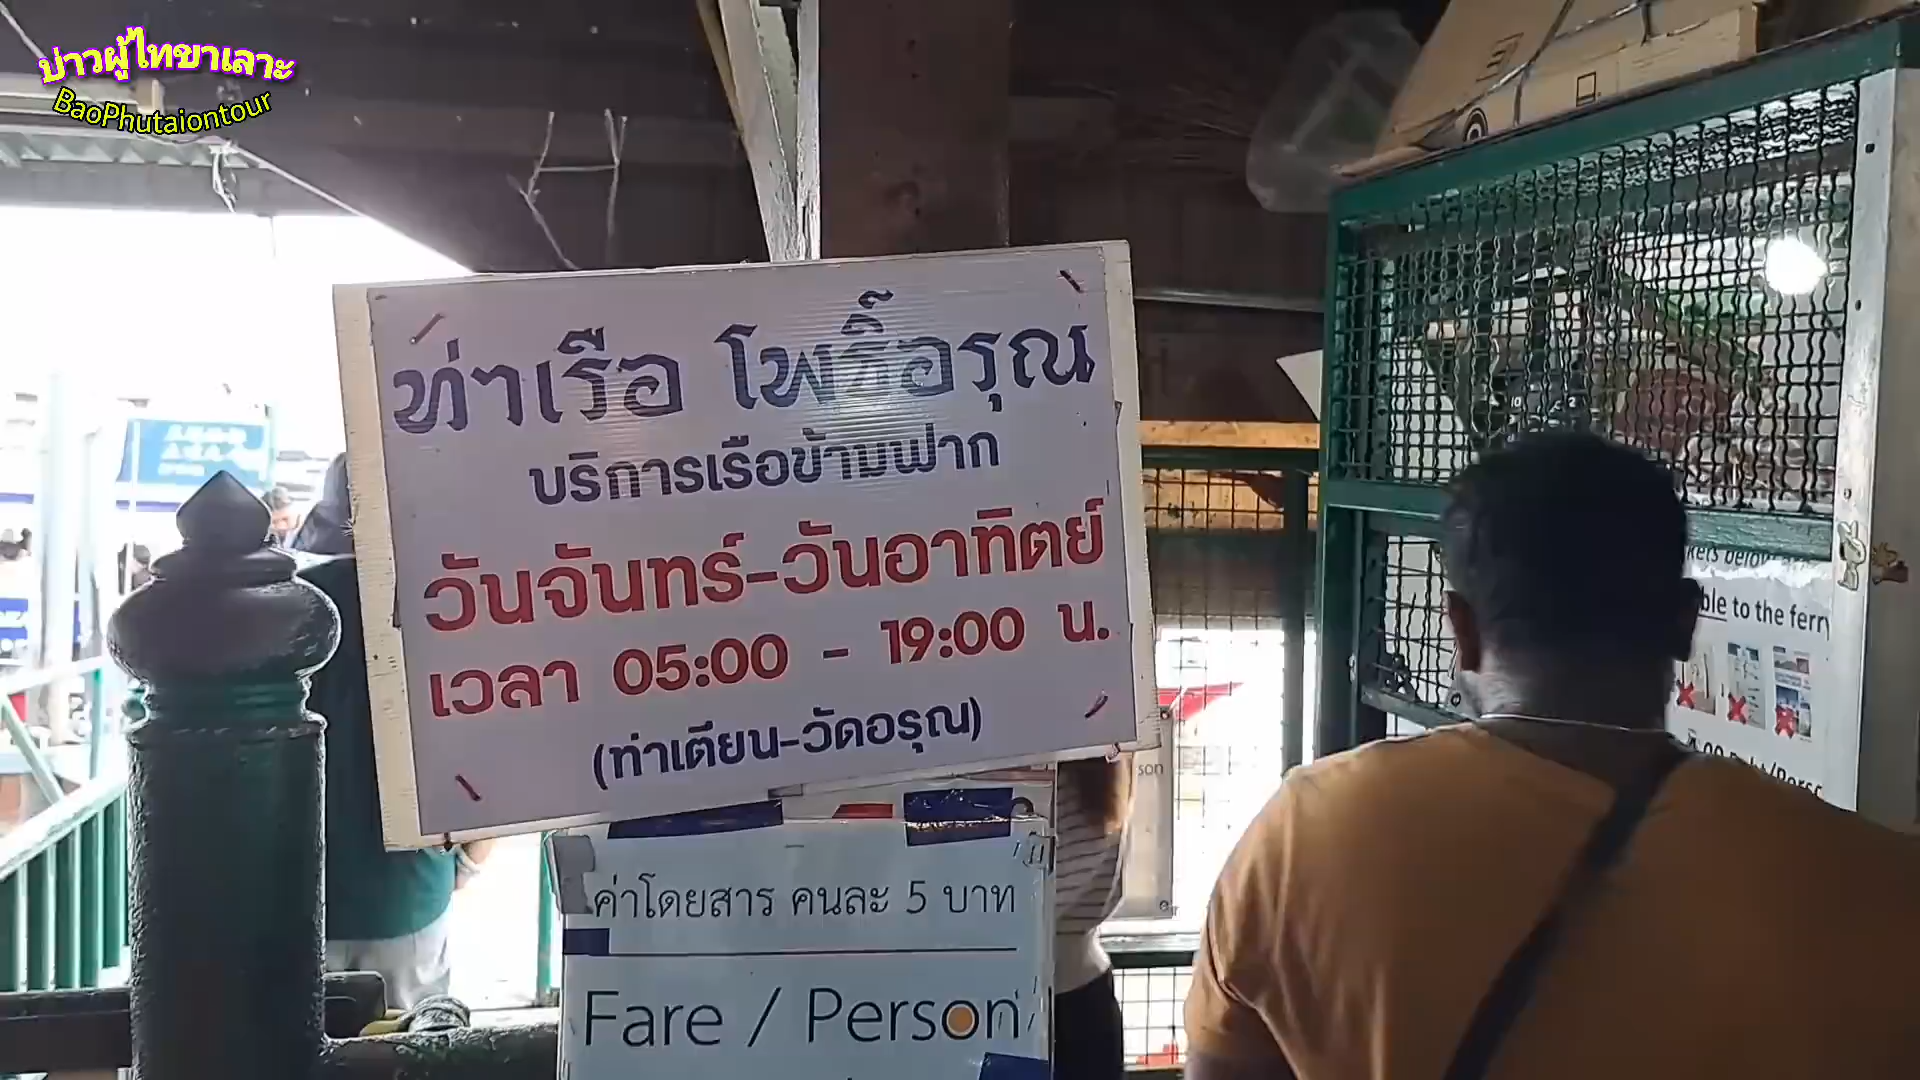 บ่าวผู้ไทขาเลาะ
BaoPhutaiontour
ท่าเรือ โพธิ์อรุณ
บริการเรือข้ามฟาก
วันจันทร์-วันอาทิตย์
เวลา 05:00 - 19:00 น.
(ท่าเตียน-วัดอรุณ)
ค่าโดยสาร คนละ 5 บาท
Fare / Person
to the ferry